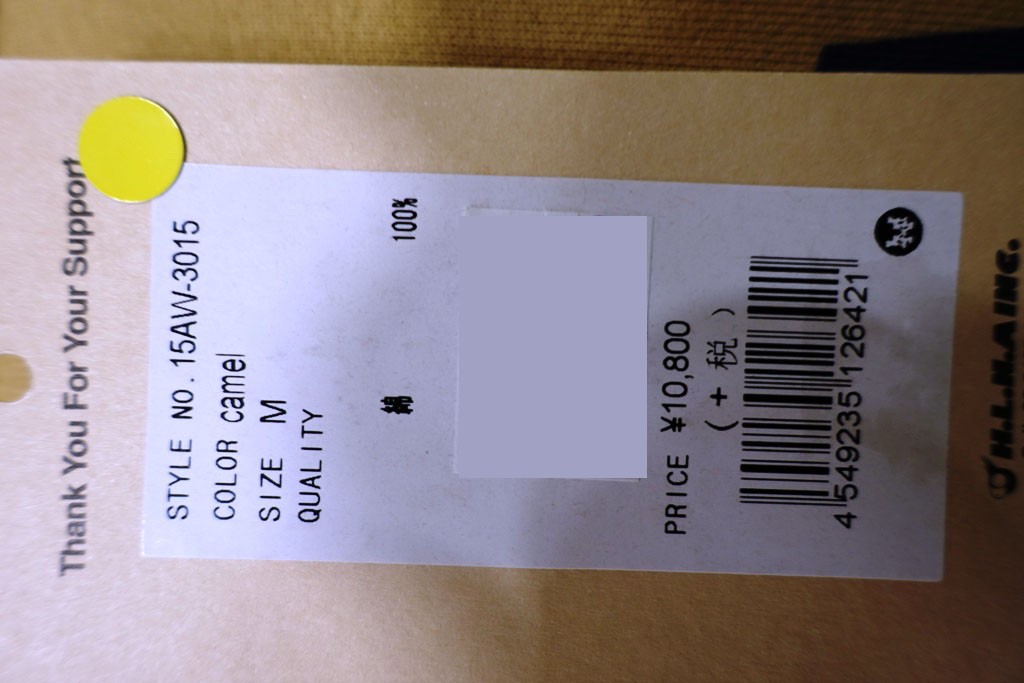 Thank You For Your Support
STYLE NO. 15AW-3015
COLOR camel
SIZE M
QUALITY
綿 100%
PRICE ¥10,800
(+税)
4 549235 126421
H.L.N.A INC.